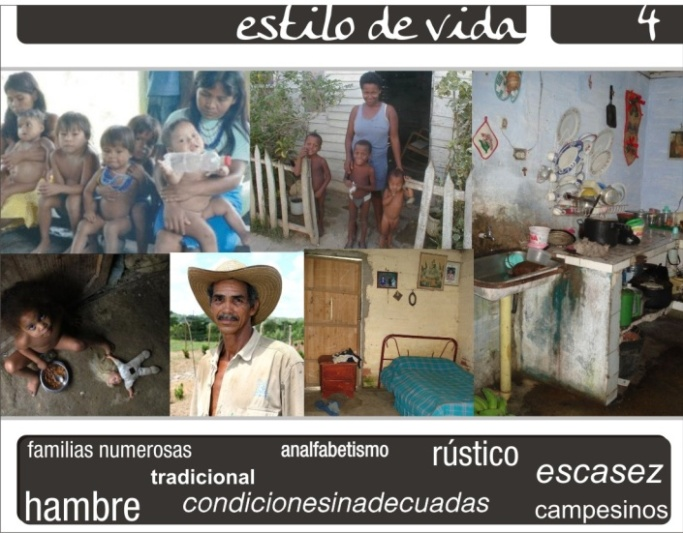 estilo de vida 4
familias numerosas analfabetismo rústico
tradicional escasez
hambre condicionesinadecuadas campesinos